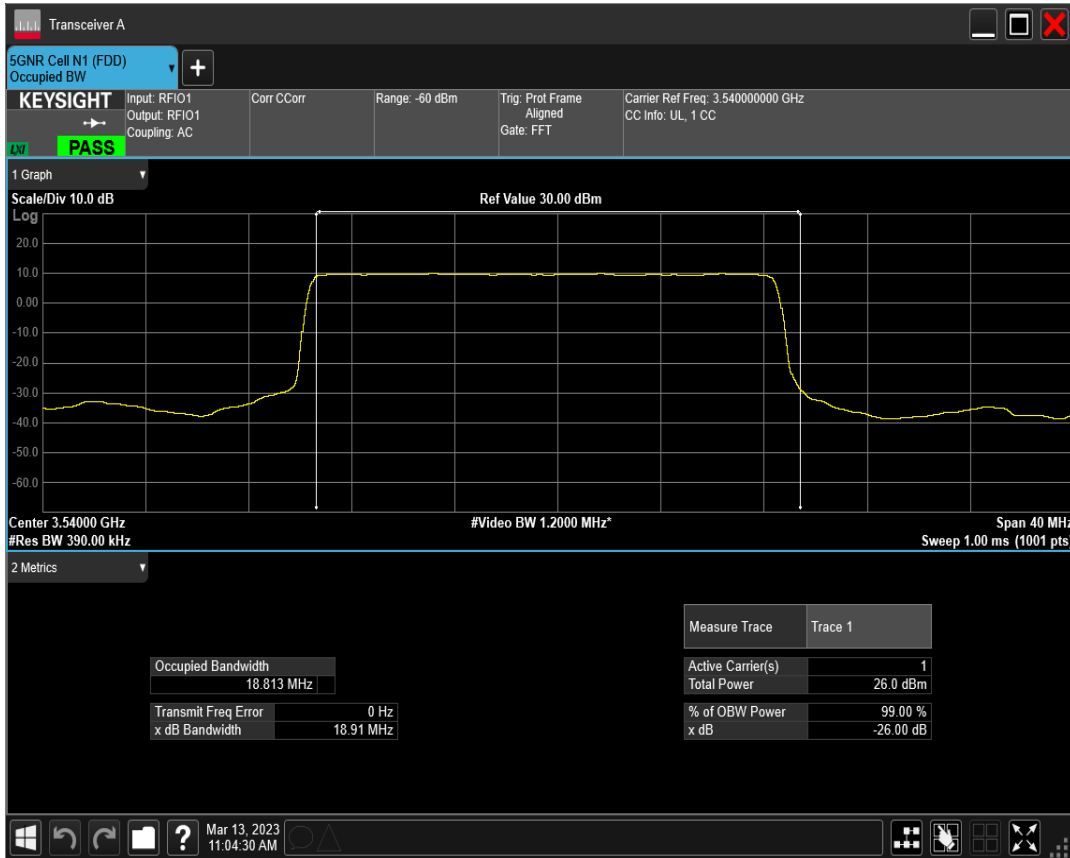 Transceiver A
5GNR Cell N1 (FDD)
Occupied BW
KEYSIGHT
LXI
PASS
Input: RFIO1
Output: RFIO1
Coupling: AC
Corr CCorr
Range: -60 dBm
Trig: Prot Frame
Aligned
Gate: FFT
Carrier Ref Freq: 3.540000000 GHz
CC Info: UL, 1 CC
1 Graph
Scale/Div 10.0 dB
Ref Value 30.00 dBm
Log
20.0
10.0
0.00
-10.0
-20.0
-30.0
-40.0
-50.0
-60.0
Center 3.54000 GHz
#Video BW 1.2000 MHz*
Span 40 MHz
#Res BW 390.00 kHz
Sweep 1.00 ms (1001 pts)
2 Metrics
Measure Trace
Trace 1
Occupied Bandwidth
18.813 MHz
Active Carrier(s) 1
Total Power 26.0 dBm
Transmit Freq Error 0 Hz
x dB Bandwidth 18.91 MHz
% of OBW Power 99.00 %
x dB -26.00 dB
?
Mar 13, 2023
11:04:30 AM